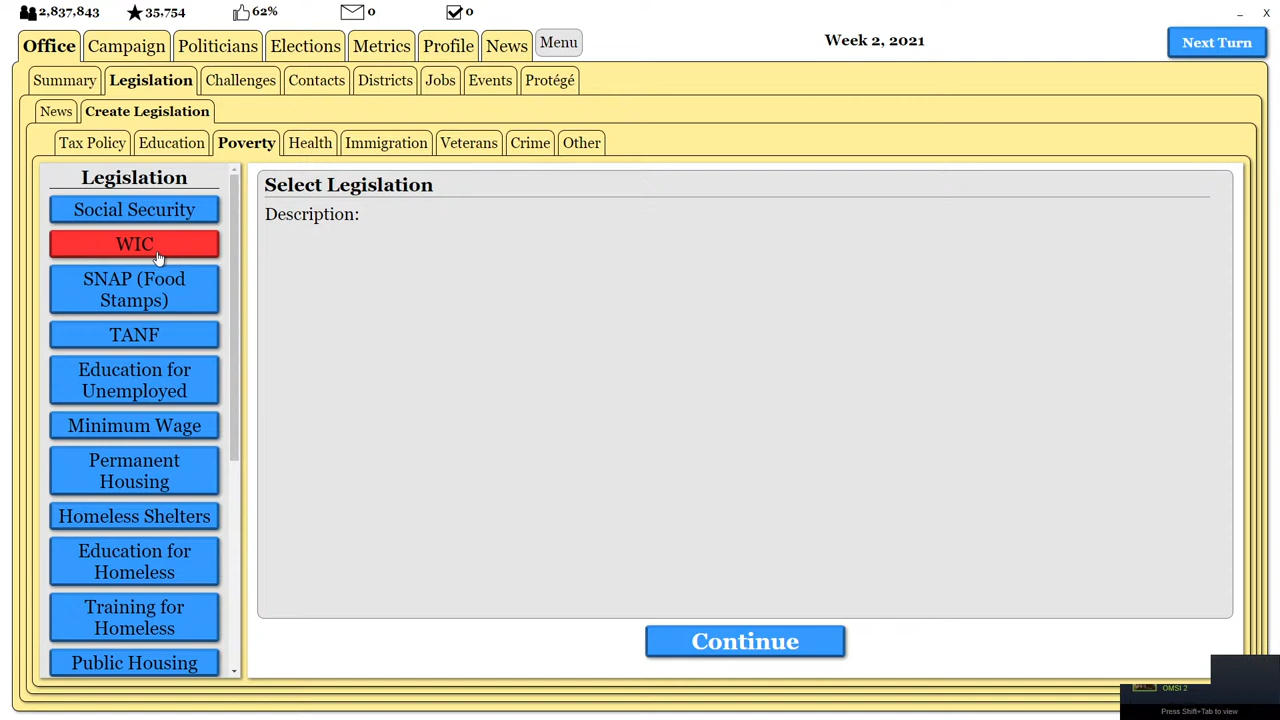 2,837,843 35,754 62% 0 0 _ X
Office Campaign Politicians Elections Metrics Profile News Menu Week 2, 2021 Next Turn
Summary Legislation Challenges Contacts Districts Jobs Events Protégé
News Create Legislation
Tax Policy Education Poverty Health Immigration Veterans Crime Other
Legislation
Social Security
WIC
SNAP (Food
Stamps)
TANF
Education for
Unemployed
Minimum Wage
Permanent
Housing
Homeless Shelters
Education for
Homeless
Training for
Homeless
Public Housing
Select Legislation
Description:
Continue
OMSI 2
Press Shift+Tab to view